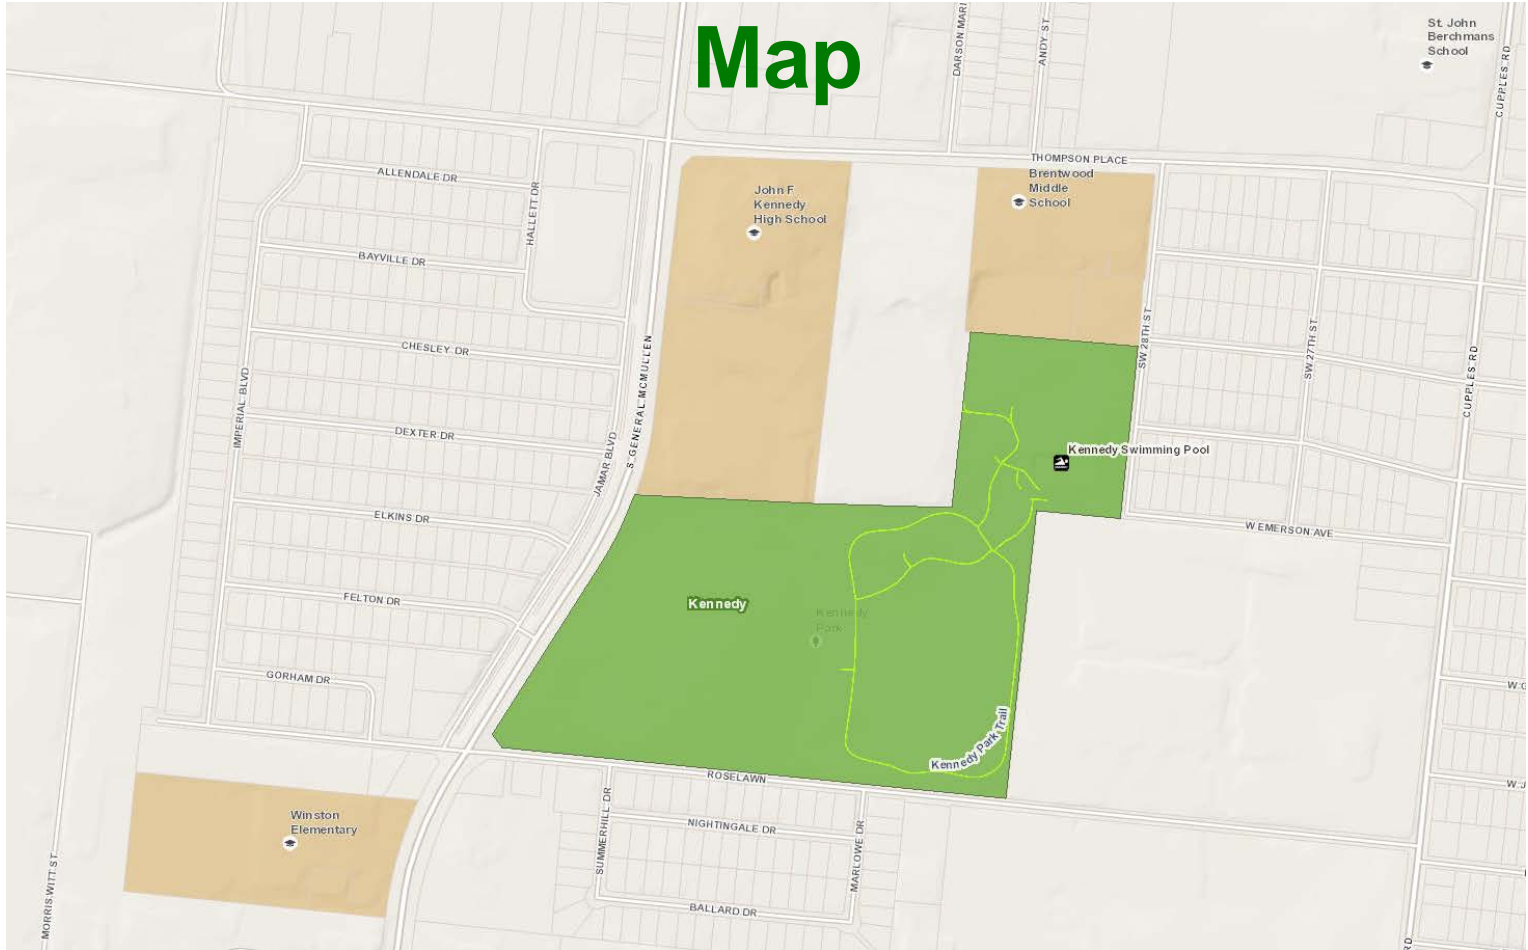 Map
St. John
Berchmans
School
DARSON MARI
ANDY ST
CUPPLES RD
THOMPSON PLACE
Brentwood
Middle
School
John F
Kennedy
High School
ALLENDALE DR
HALLETT DR
BAYVILLE DR
CHESLEY DR
IMPERIAL BLVD
S GENERAL MCMULLEN
SW 28TH ST
SW 27TH ST
CUPPLES RD
DEXTER DR
JAMAR BLVD
Kennedy Swimming Pool
ELKINS DR
W EMERSON AVE
FELTON DR
Kennedy
Kennedy
Park
GORHAM DR
W G
Kennedy Park Trail
ROSELAWN
W J
SUMMERHILL DR
NIGHTINGALE DR
MARLOWE DR
Winston
Elementary
BALLARD DR
MORRIS WITT ST
RD